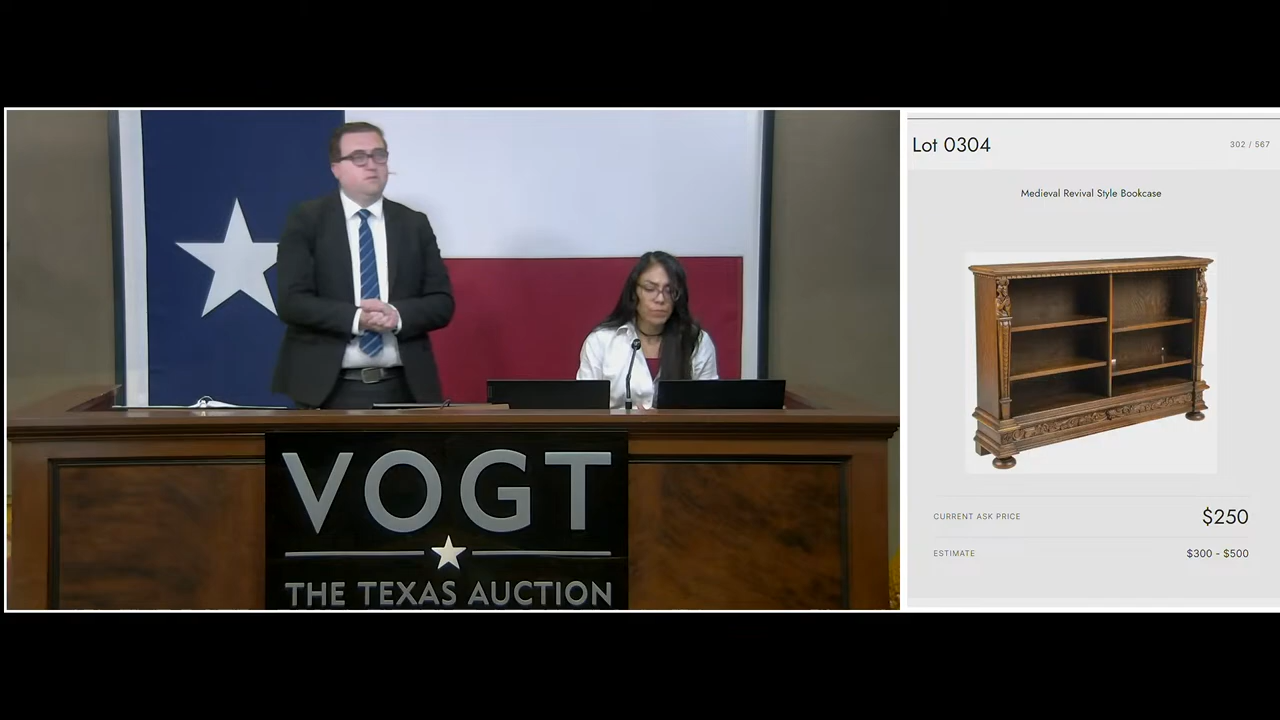 VOGT
THE TEXAS AUCTION
Lot 0304
302 / 567
Medieval Revival Style Bookcase
CURRENT ASK PRICE
$250
ESTIMATE
$300 - $500